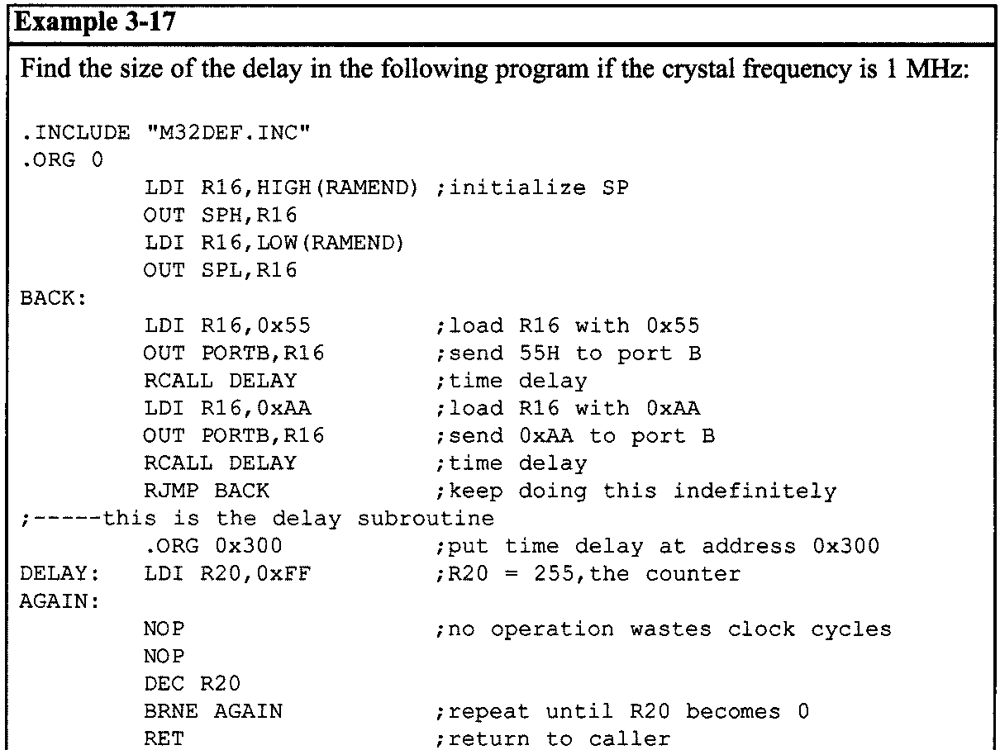 Example 3-17
Find the size of the delay in the following program if the crystal frequency is 1 MHz:
.INCLUDE "M32DEF.INC"
.ORG 0
LDI R16,HIGH(RAMEND) ;initialize SP
OUT SPH,R16
LDI R16,LOW(RAMEND)
OUT SPL,R16
BACK:
LDI R16,0x55 ;load R16 with 0x55
OUT PORTB,R16 ;send 55H to port B
RCALL DELAY ;time delay
LDI R16,0xAA ;load R16 with 0xAA
OUT PORTB,R16 ;send 0xAA to port B
RCALL DELAY ;time delay
RJMP BACK ;keep doing this indefinitely
;-----this is the delay subroutine
.ORG 0x300 ;put time delay at address 0x300
DELAY: LDI R20,0xFF ;R20 = 255,the counter
AGAIN:
NOP ;no operation wastes clock cycles
NOP
DEC R20
BRNE AGAIN ;repeat until R20 becomes 0
RET ;return to caller